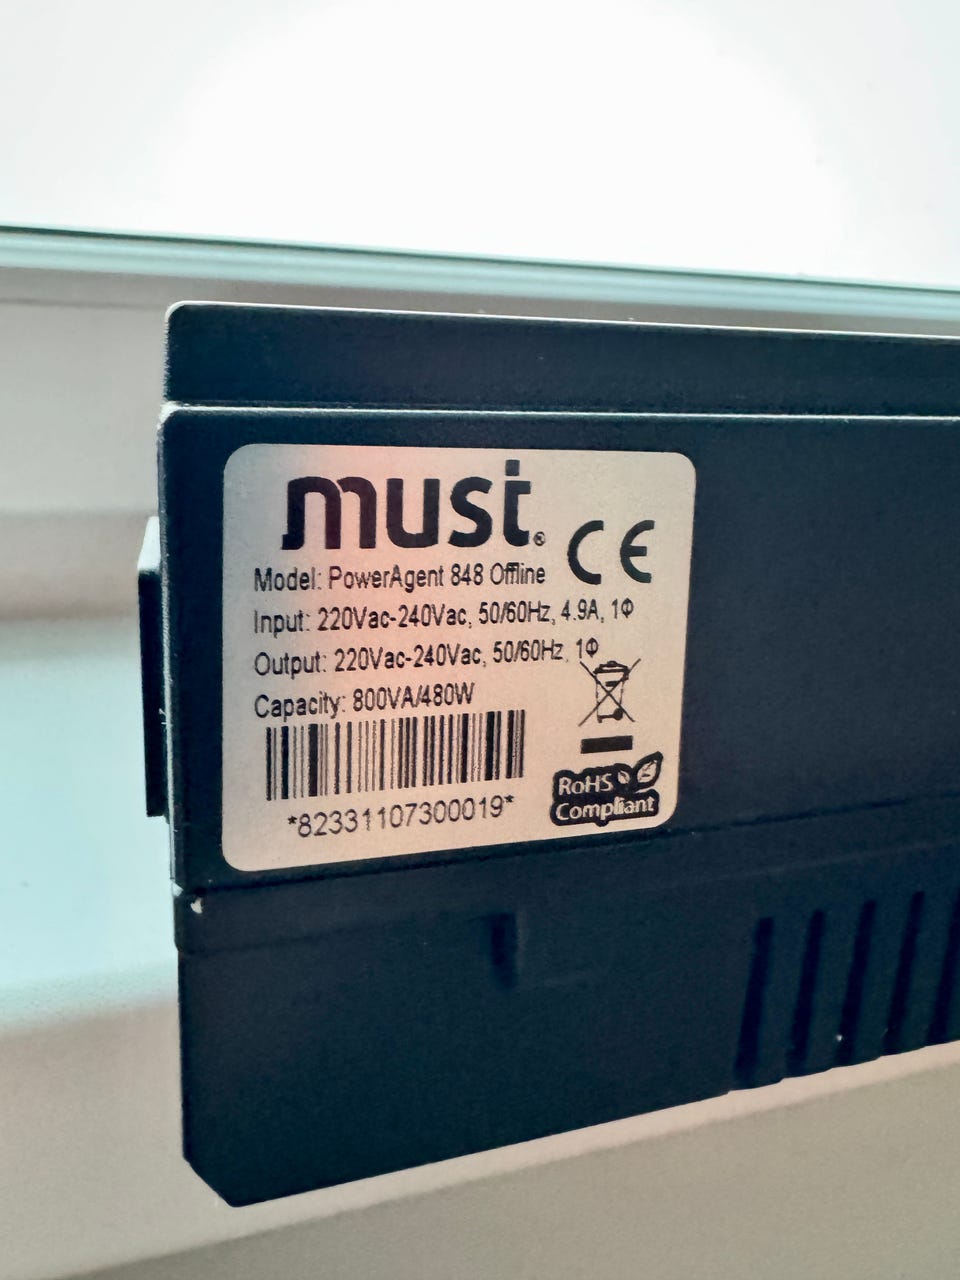 must®
CE
Model: PowerAgent 848 Offline
Input: 220Vac-240Vac, 50/60Hz, 4.9A, 1Φ
Output: 220Vac-240Vac, 50/60Hz, 1Φ
Capacity: 800VA/480W
*82331107300019*
RoHS
Compliant